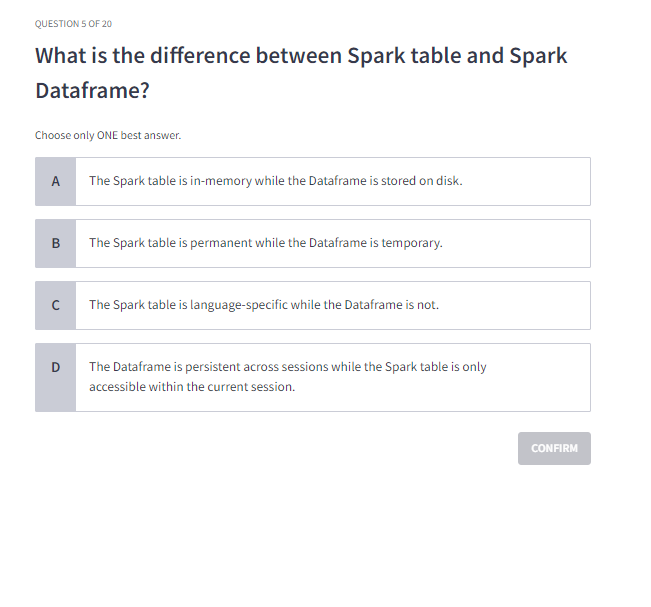 QUESTION 5 OF 20
What is the difference between Spark table and Spark
Dataframe?
Choose only ONE best answer.
A
The Spark table is in-memory while the Dataframe is stored on disk.
B
The Spark table is permanent while the Dataframe is temporary.
C
The Spark table is language-specific while the Dataframe is not.
D
The Dataframe is persistent across sessions while the Spark table is only
accessible within the current session.
CONFIRM